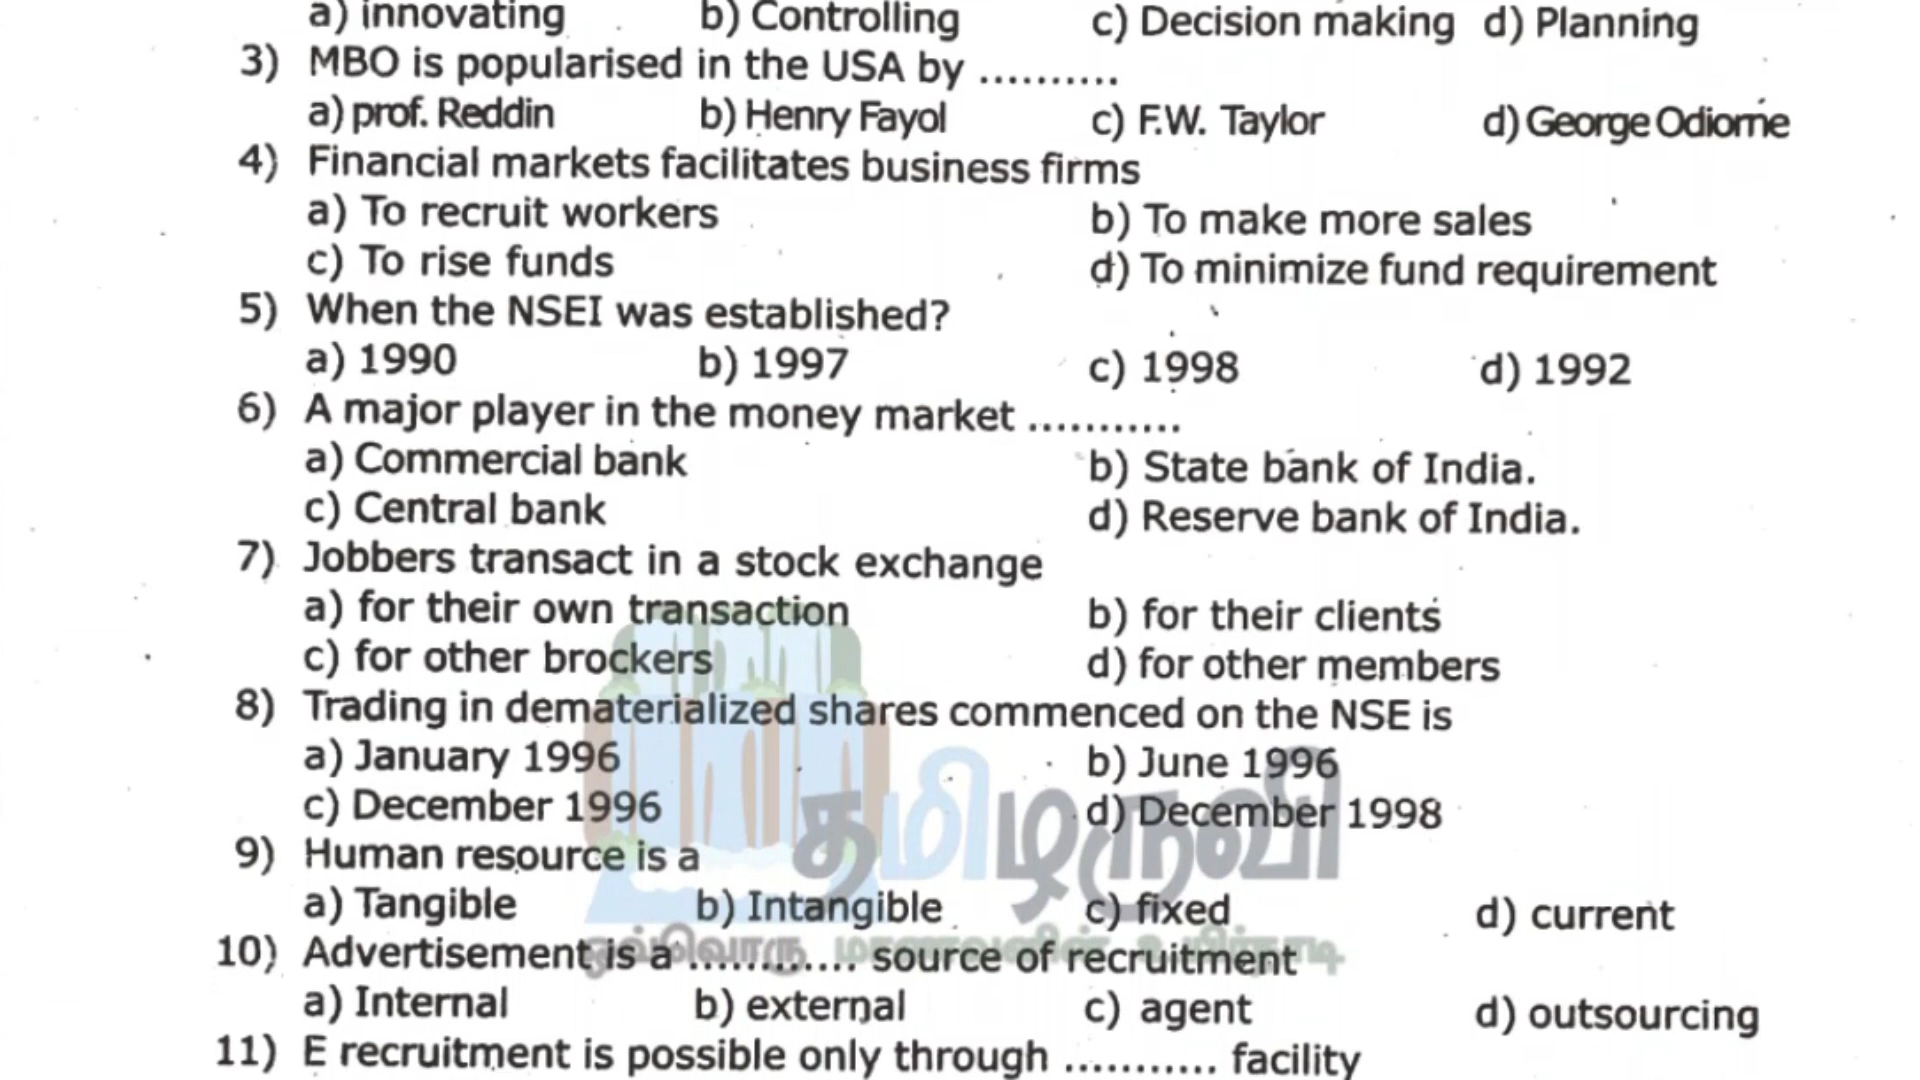 a) innovating b) Controlling c) Decision making d) Planning
3) MBO is popularised in the USA by ..........
a) prof. Reddin b) Henry Fayol c) F.W. Taylor d) George Odiorne
4) Financial markets facilitates business firms
a) To recruit workers b) To make more sales
c) To rise funds d) To minimize fund requirement
5) When the NSEI was established?
a) 1990 b) 1997 c) 1998 d) 1992
6) A major player in the money market ...........
a) Commercial bank b) State bank of India.
c) Central bank d) Reserve bank of India.
7) Jobbers transact in a stock exchange
a) for their own transaction b) for their clients
c) for other brockers d) for other members
8) Trading in dematerialized shares commenced on the NSE is
a) January 1996 b) June 1996
c) December 1996 d) December 1998
தமிழருவி
9) Human resource is a
a) Tangible b) Intangible c) fixed d) current
ஒவ்வொரு மாணவனின் உயிர்நாடி
10) Advertisement is a ............ source of recruitment
a) Internal b) external c) agent d) outsourcing
11) E recruitment is possible only through ........... facility